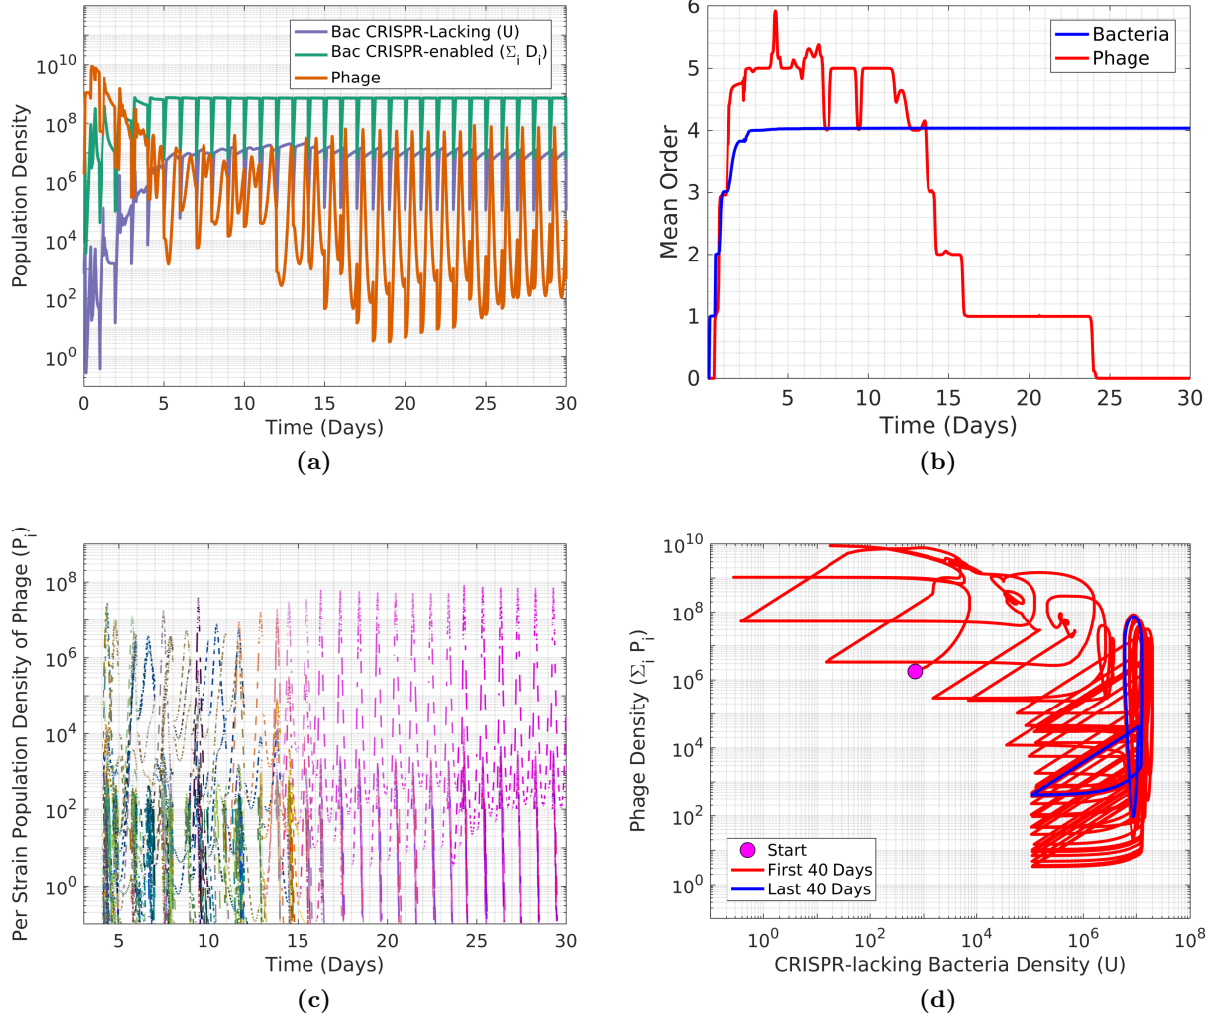 Bac CRISPR-Lacking (U)
Bac CRISPR-enabled (Σ_i D_i)
Phage
Population Density
10^10
10^8
10^6
10^4
10^2
10^0
0 5 10 15 20 25 30
Time (Days)
(a)
Bacteria
Phage
Mean Order
6
5
4
3
2
1
0
5 10 15 20 25 30
Time (Days)
(b)
Per Strain Population Density of Phage (P_i)
10^8
10^6
10^4
10^2
10^0
5 10 15 20 25 30
Time (Days)
(c)
Phage Density (Σ_i P_i)
10^10
10^8
10^6
10^4
10^2
10^0
Start
First 40 Days
Last 40 Days
10^0 10^2 10^4 10^6 10^8
CRISPR-lacking Bacteria Density (U)
(d)